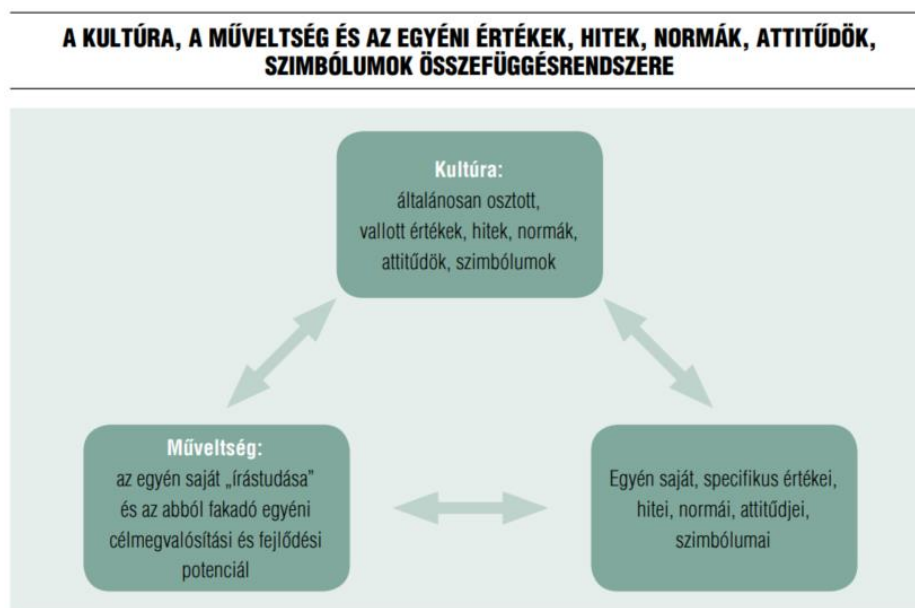 A KULTÚRA, A MŰVELTSÉG ÉS AZ EGYÉNI ÉRTÉKEK, HITEK, NORMÁK, ATTITŰDÖK,
SZIMBÓLUMOK ÖSSZEFÜGGÉSRENDSZERE
Kultúra:
általánosan osztott,
vallott értékek, hitek, normák,
attitűdök, szimbólumok
Műveltség:
az egyén saját „írástudása”
és az abból fakadó egyéni
célmegvalósítási és fejlődési
potenciál
Egyén saját, specifikus értékei,
hitei, normái, attitűdjei,
szimbólumai